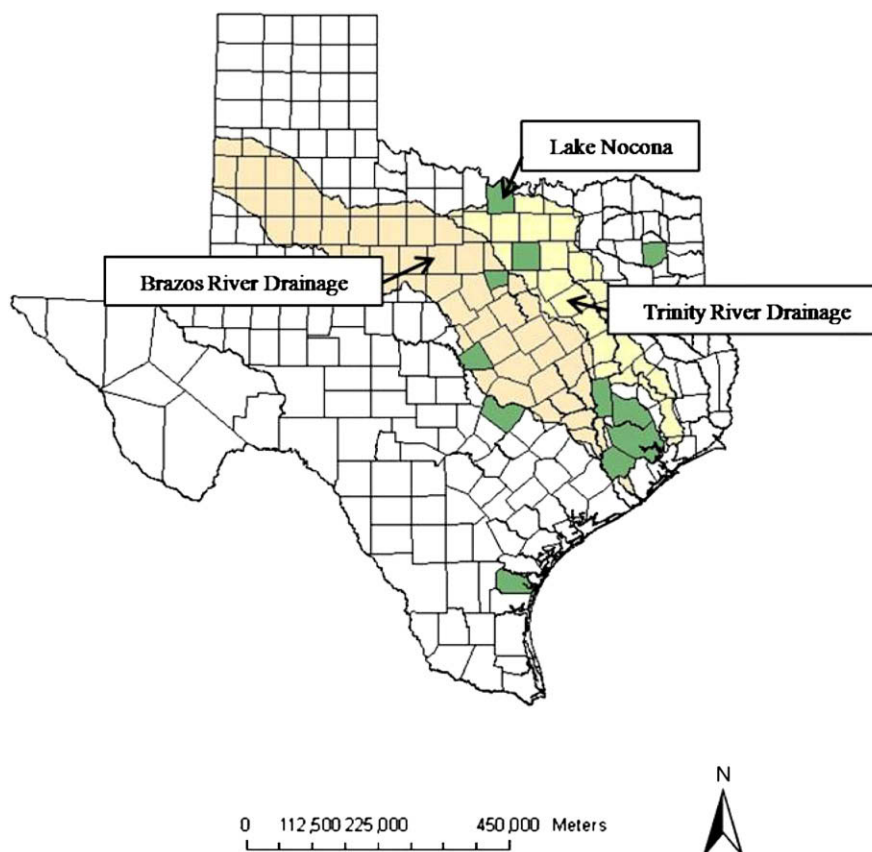 Lake Nocona
Brazos River Drainage
Trinity River Drainage
N
0 112,500 225,000 450,000 Meters